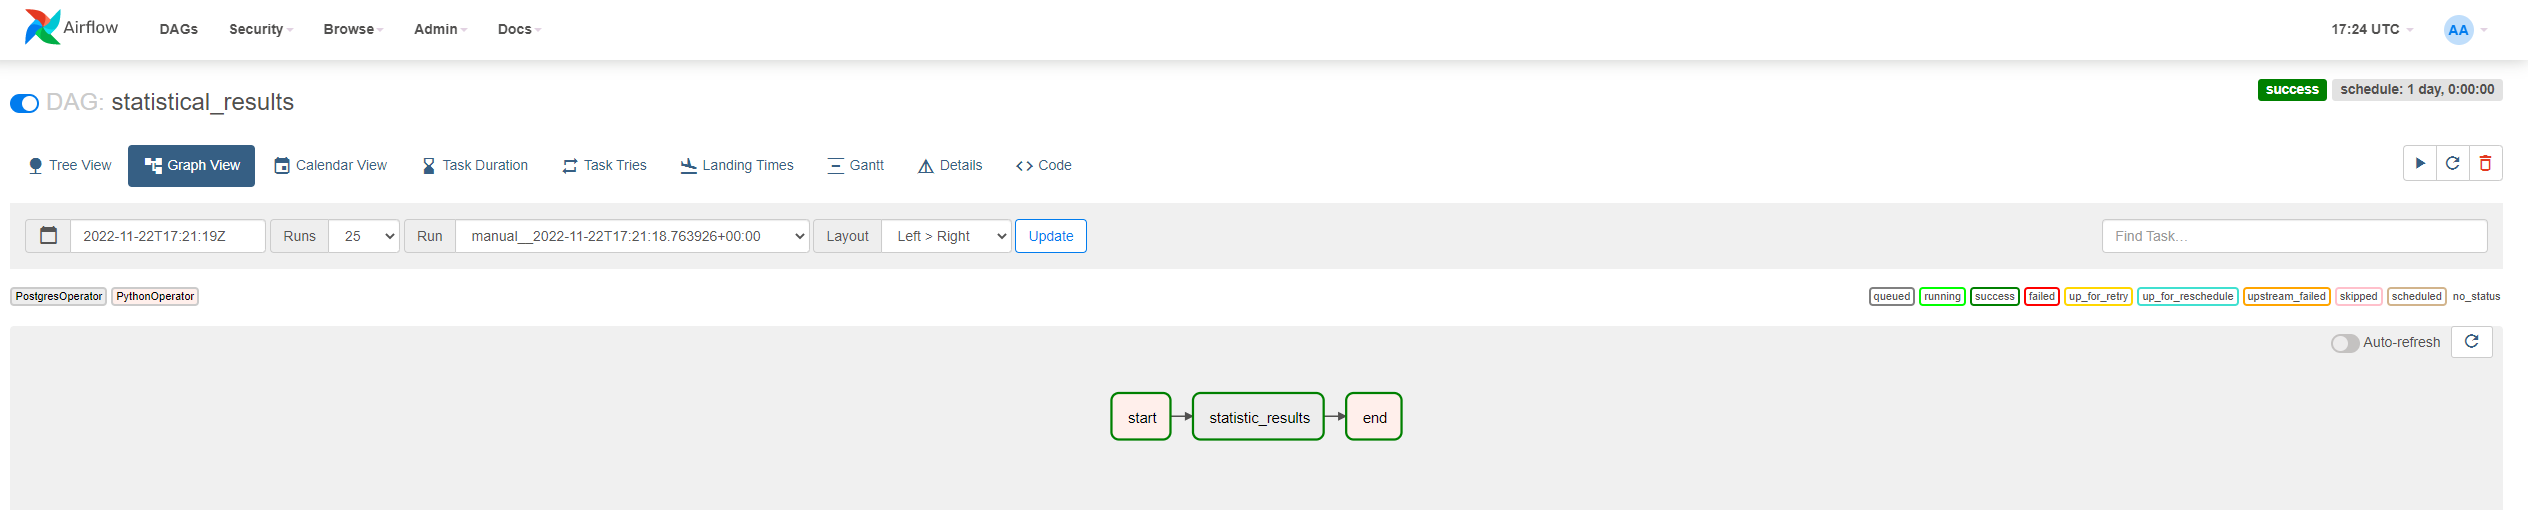 Airflow DAGs Security Browse Admin Docs 17:24 UTC AA
DAG: statistical_results success schedule: 1 day, 0:00:00
Tree View Graph View Calendar View Task Duration Task Tries Landing Times Gantt Details Code
2022-11-22T17:21:19Z Runs 25 Run manual__2022-11-22T17:21:18.763926+00:00 Layout Left > Right Update Find Task…
PostgresOperator PythonOperator queued running success failed up_for_retry up_for_reschedule upstream_failed skipped scheduled no_status
Auto-refresh
start statistic_results end